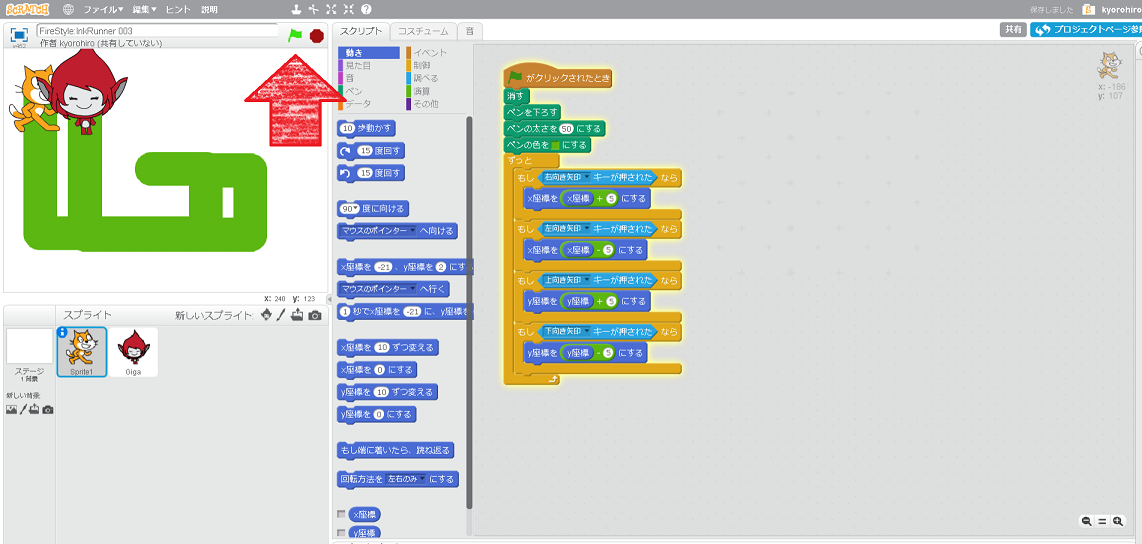 SCRATCH ファイル▾ 編集▾ ヒント 説明 保存しました kyorohiro
FireStyle:InkRunner 003
作者 kyorohiro (共有していない)
共有 プロジェクトページ参
スクリプト コスチューム 音
動き イベント
見た目 制御
音 調べる
ペン 演算
データ その他
10 歩動かす
15 度回す
15 度回す
90▾ 度に向ける
マウスのポインター へ向ける
x座標を -21 、y座標を 2 にす
マウスのポインター へ行く
1 秒でx座標を -21 に、y座標を
x座標を 10 ずつ変える
x座標を 0 にする
y座標を 10 ずつ変える
y座標を 0 にする
もし端に着いたら、跳ね返る
回転方法を 左右のみ にする
x座標
y座標
がクリックされたとき
消す
ペンを下ろす
ペンの太さを 50 にする
ペンの色を にする
ずっと
もし 右向き矢印 キーが押された なら
x座標を x座標 + 5 にする
もし 左向き矢印 キーが押された なら
x座標を x座標 - 5 にする
もし 上向き矢印 キーが押された なら
y座標を y座標 + 5 にする
もし 下向き矢印 キーが押された なら
y座標を y座標 - 5 にする
x: -186
y: 107
x: 240 y: 123
スプライト 新しいスプライト:
ステージ
1 背景
新しい背景
Sprite1
Giga